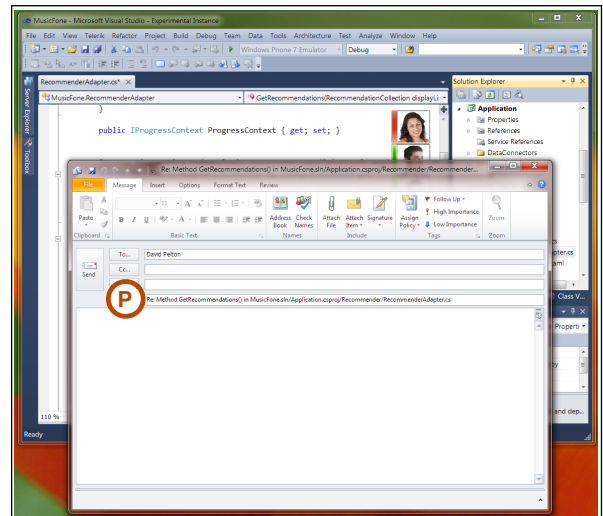 MusicFone - Microsoft Visual Studio - Experimental Instance
File Edit View Telerik Refactor Project Build Debug Team Data Tools Architecture Test Analyze Window Help
Windows Phone 7 Emulator Debug
RecommenderAdapter.cs* Solution Explorer
MusicFone.RecommenderAdapter GetRecommendations(RecommendationCollection displayLi
Server Explorer
Toolbox
}
public IProgressContext ProgressContext { get; set; }
Application
Properties
References
Service References
DataConnectors
Re: Method GetRecommendations() in MusicFone.sln/Application.csproj/Recommender/Recommender...
File Message Insert Options Format Text Review
Paste
B I U A
11 A A
Address Book
Check Names
Attach File
Attach Item
Signature
Assign Policy
Follow Up
High Importance
Low Importance
Zoom
Clipboard Basic Text Names Include Tags Zoom
Send
To... David Pelton
Cc...
P
Re: Method GetRecommendations() in MusicFone.sln/Application.csproj/Recommender/RecommenderAdapter.cs
cs
pter.cs
aml
Class V...
Properti
and dep...
110 %
Ready